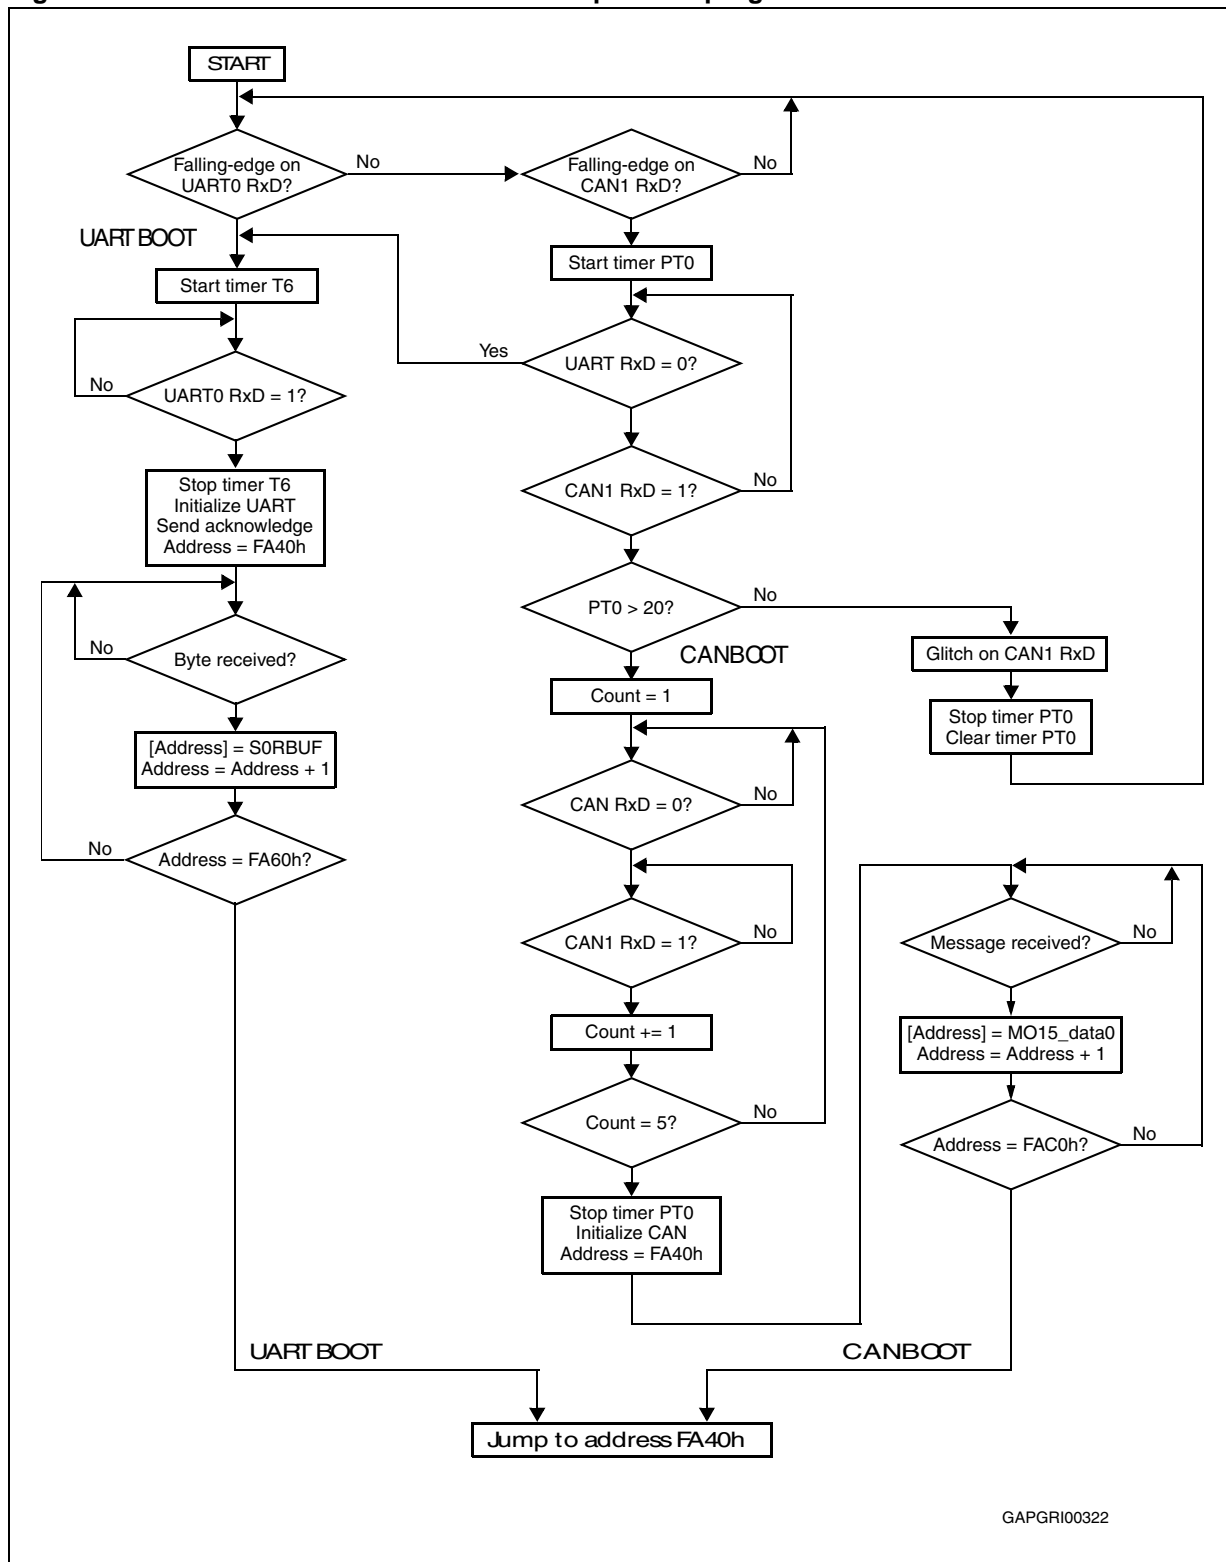 START
Falling-edge on
UART0 RxD?
No
Falling-edge on
CAN1 RxD?
No
UART BOOT
Start timer T6
Start timer PT0
UART RxD = 0?
Yes
UART0 RxD = 1?
No
CAN1 RxD = 1?
No
Stop timer T6
Initialize UART
Send acknowledge
Address = FA40h
PT0 > 20?
No
Byte received?
No
CANBOOT
Glitch on CAN1 RxD
Count = 1
Stop timer PT0
Clear timer PT0
[Address] = S0RBUF
Address = Address + 1
CAN RxD = 0?
No
Address = FA60h?
No
CAN1 RxD = 1?
No
Message received?
No
Count += 1
[Address] = MO15_data0
Address = Address + 1
Count = 5?
No
Address = FAC0h?
No
Stop timer PT0
Initialize CAN
Address = FA40h
UART BOOT
CANBOOT
Jump to address FA40h
GAPGRI00322